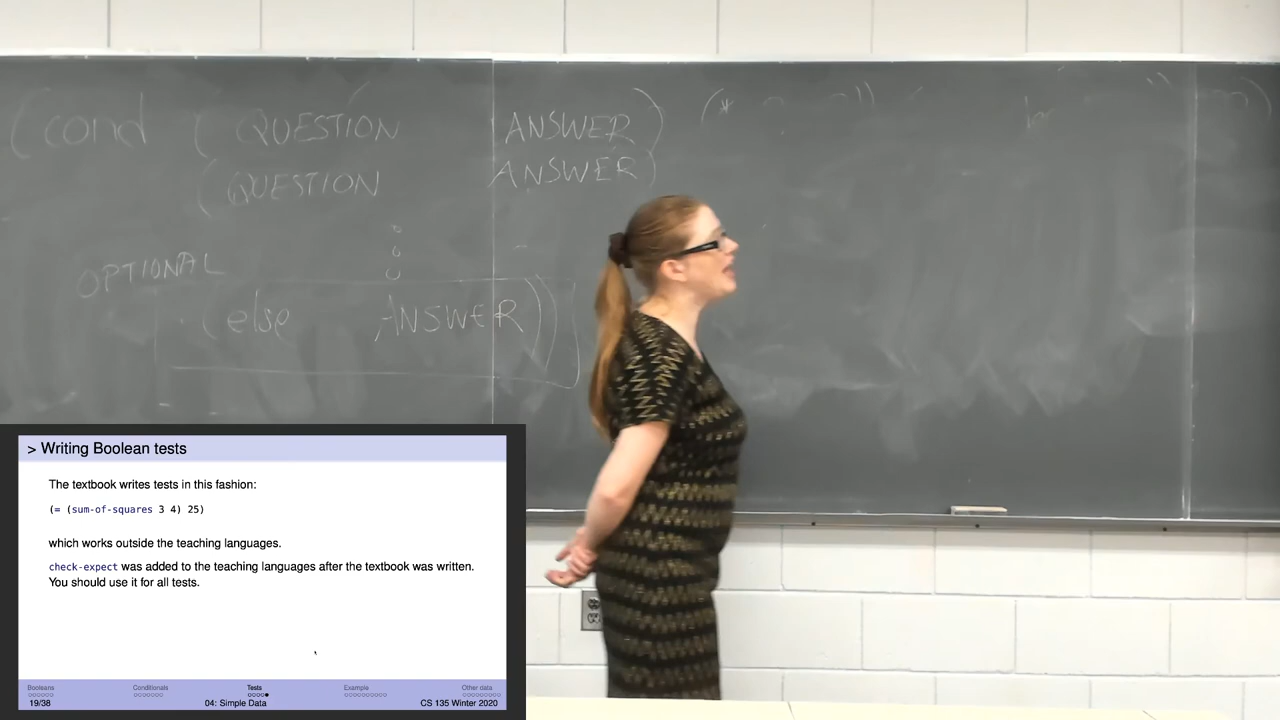 (cond ( QUESTION ANSWER) (*
(QUESTION ANSWER)
OPTIONAL
(else ANSWER))
> Writing Boolean tests
The textbook writes tests in this fashion:
(= (sum-of-squares 3 4) 25)
which works outside the teaching languages.
check-expect was added to the teaching languages after the textbook was written.
You should use it for all tests.
Booleans Conditionals Tests Example Other data
19/38 04: Simple Data CS 135 Winter 2020